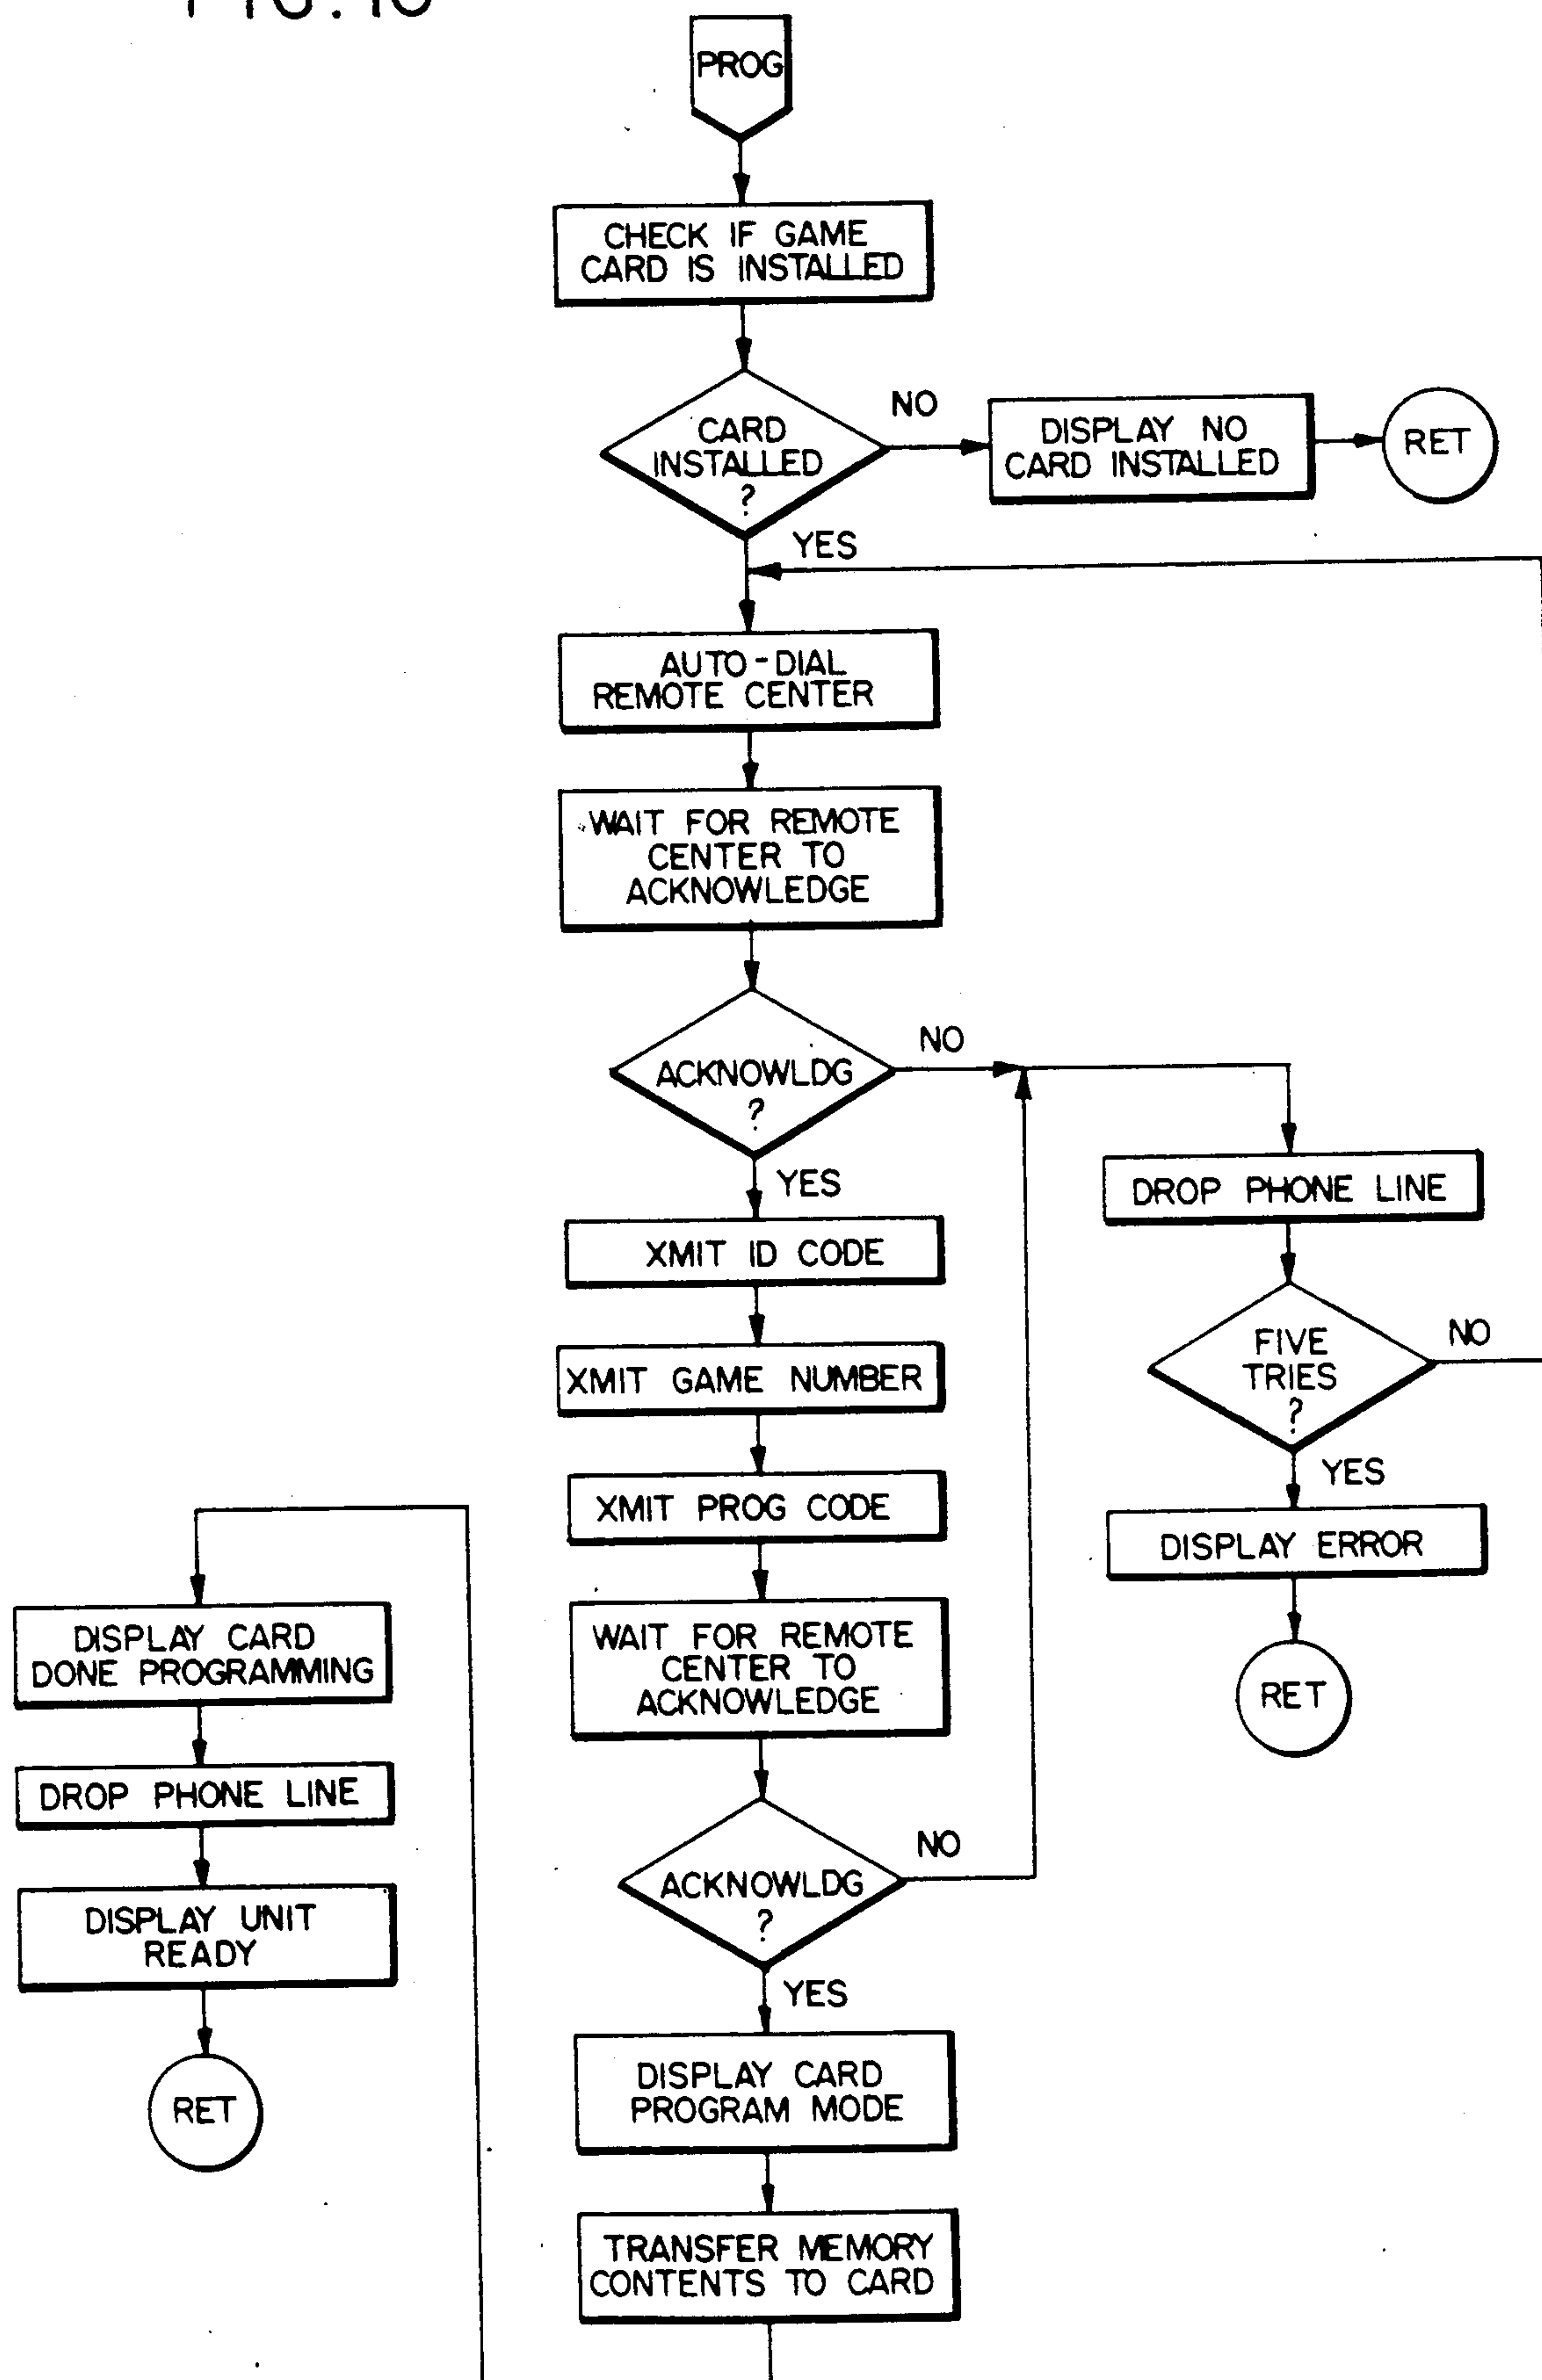 PROG
CHECK IF GAME
CARD IS INSTALLED
CARD
INSTALLED
?
NO
DISPLAY NO
CARD INSTALLED
RET
YES
AUTO-DIAL
REMOTE CENTER
WAIT FOR REMOTE
CENTER TO
ACKNOWLEDGE
ACKNOWLDG
?
NO
YES
DROP PHONE LINE
XMIT ID CODE
FIVE
TRIES
?
NO
XMIT GAME NUMBER
YES
XMIT PROG CODE
DISPLAY ERROR
RET
WAIT FOR REMOTE
CENTER TO
ACKNOWLEDGE
ACKNOWLDG
?
NO
YES
DISPLAY CARD
PROGRAM MODE
TRANSFER MEMORY
CONTENTS TO CARD
DISPLAY CARD
DONE PROGRAMMING
DROP PHONE LINE
DISPLAY UNIT
READY
RET